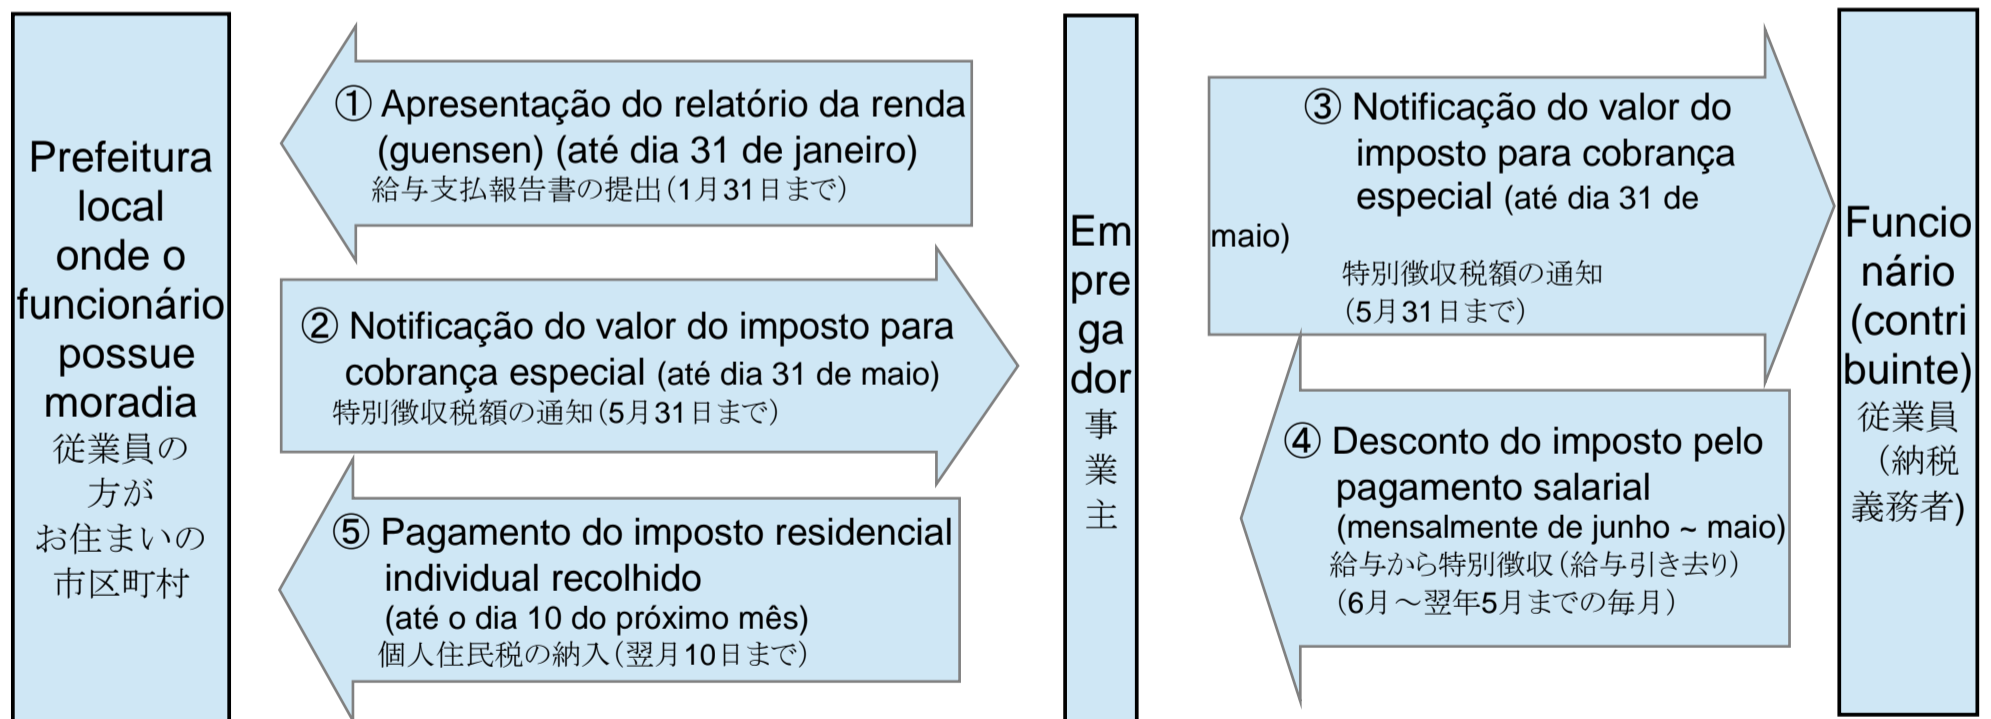 Prefeitura
local
onde o
funcionário
possue
moradia
従業員の
方が
お住まいの
市区町村
① Apresentação do relatório da renda
(guensen) (até dia 31 de janeiro)
給与支払報告書の提出(1月31日まで)
② Notificação do valor do imposto para
cobrança especial (até dia 31 de maio)
特別徴収税額の通知(5月31日まで)
⑤ Pagamento do imposto residencial
individual recolhido
(até o dia 10 do próximo mês)
個人住民税の納入(翌月10日まで)
Em
pre
ga
dor
事
業
主
③ Notificação do valor do
imposto para cobrança
especial (até dia 31 de
maio)
特別徴収税額の通知
(5月31日まで)
④ Desconto do imposto pelo
pagamento salarial
(mensalmente de junho ~ maio)
給与から特別徴収(給与引き去り)
(6月～翌年5月までの毎月)
Funcio
nário
(contri
buinte)
従業員
(納税
義務者)